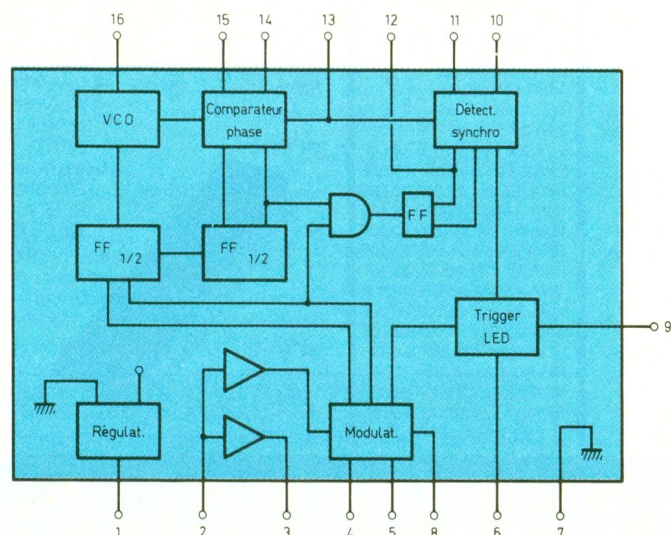 16 15 14 13 12 11 10
VCO
Comparateur
phase
Détect.
synchro
FF 1/2
FF 1/2
FF
Trigger
LED
9
Régulat.
Modulat.
1 2 3 4 5 8 6 7